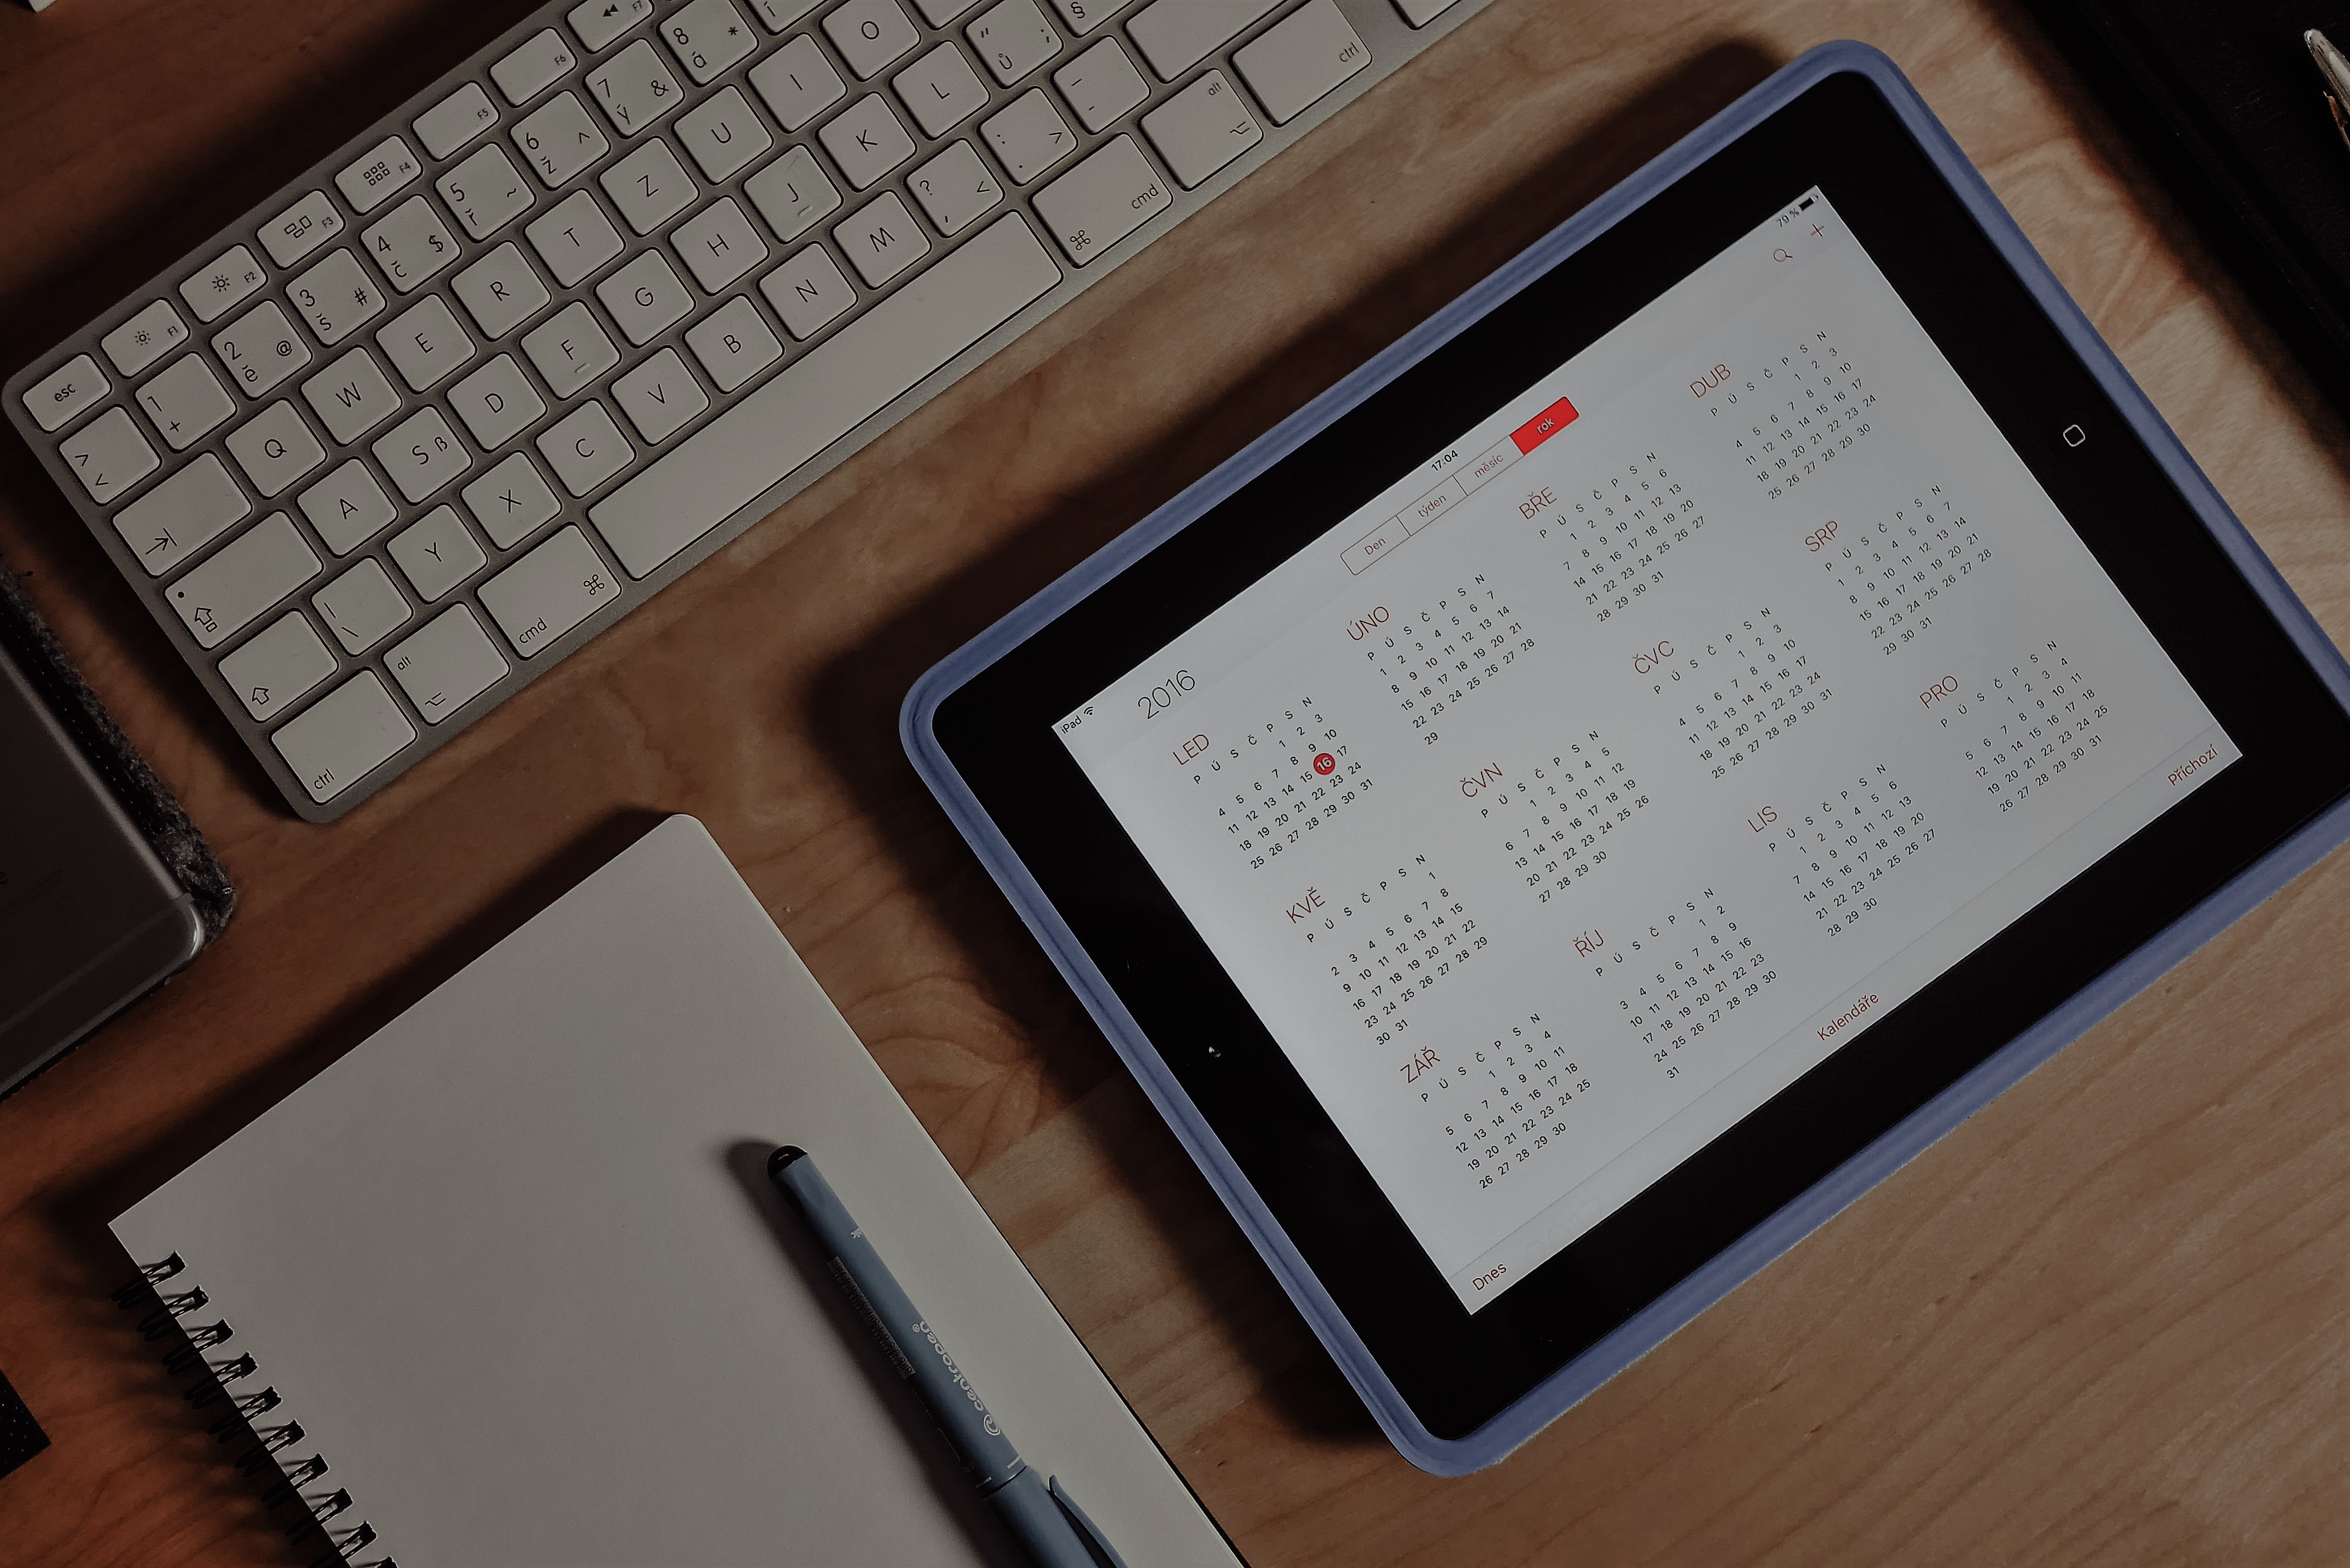 esc F1 F2 F3 F4 F5 F6 F7
> < 1 + 2 @ ě 3 # š 4 $ č 5 ~ ř 6 ^ ž 7 & ý 8 * á í
Q W E R T Z U I O
A S ß D F G H J K L " ; ů §
| \ Y X C V B N M ? < , : > . – -
ctrl alt cmd cmd alt ctrl
iPad 17:04 79 %
Den týden měsíc rok
2016
LED
P Ú S Č P S N
1 2 3
4 5 6 7 8 9 10
11 12 13 14 15 16 17
18 19 20 21 22 23 24
25 26 27 28 29 30 31
ÚNO
P Ú S Č P S N
1 2 3 4 5 6 7
8 9 10 11 12 13 14
15 16 17 18 19 20 21
22 23 24 25 26 27 28
29
BŘE
P Ú S Č P S N
1 2 3 4 5 6
7 8 9 10 11 12 13
14 15 16 17 18 19 20
21 22 23 24 25 26 27
28 29 30 31
DUB
P Ú S Č P S N
1 2 3
4 5 6 7 8 9 10
11 12 13 14 15 16 17
18 19 20 21 22 23 24
25 26 27 28 29 30
KVĚ
P Ú S Č P S N
1
2 3 4 5 6 7 8
9 10 11 12 13 14 15
16 17 18 19 20 21 22
23 24 25 26 27 28 29
30 31
ČVN
P Ú S Č P S N
1 2 3 4 5
6 7 8 9 10 11 12
13 14 15 16 17 18 19
20 21 22 23 24 25 26
27 28 29 30
ČVC
P Ú S Č P S N
1 2 3
4 5 6 7 8 9 10
11 12 13 14 15 16 17
18 19 20 21 22 23 24
25 26 27 28 29 30 31
SRP
P Ú S Č P S N
1 2 3 4 5 6 7
8 9 10 11 12 13 14
15 16 17 18 19 20 21
22 23 24 25 26 27 28
29 30 31
ZÁŘ
P Ú S Č P S N
1 2 3 4
5 6 7 8 9 10 11
12 13 14 15 16 17 18
19 20 21 22 23 24 25
26 27 28 29 30
ŘÍJ
P Ú S Č P S N
1 2
3 4 5 6 7 8 9
10 11 12 13 14 15 16
17 18 19 20 21 22 23
24 25 26 27 28 29 30
31
LIS
P Ú S Č P S N
1 2 3 4 5 6
7 8 9 10 11 12 13
14 15 16 17 18 19 20
21 22 23 24 25 26 27
28 29 30
PRO
P Ú S Č P S N
1 2 3 4
5 6 7 8 9 10 11
12 13 14 15 16 17 18
19 20 21 22 23 24 25
26 27 28 29 30 31
Dnes Kalendáře Příchozí
centropen®